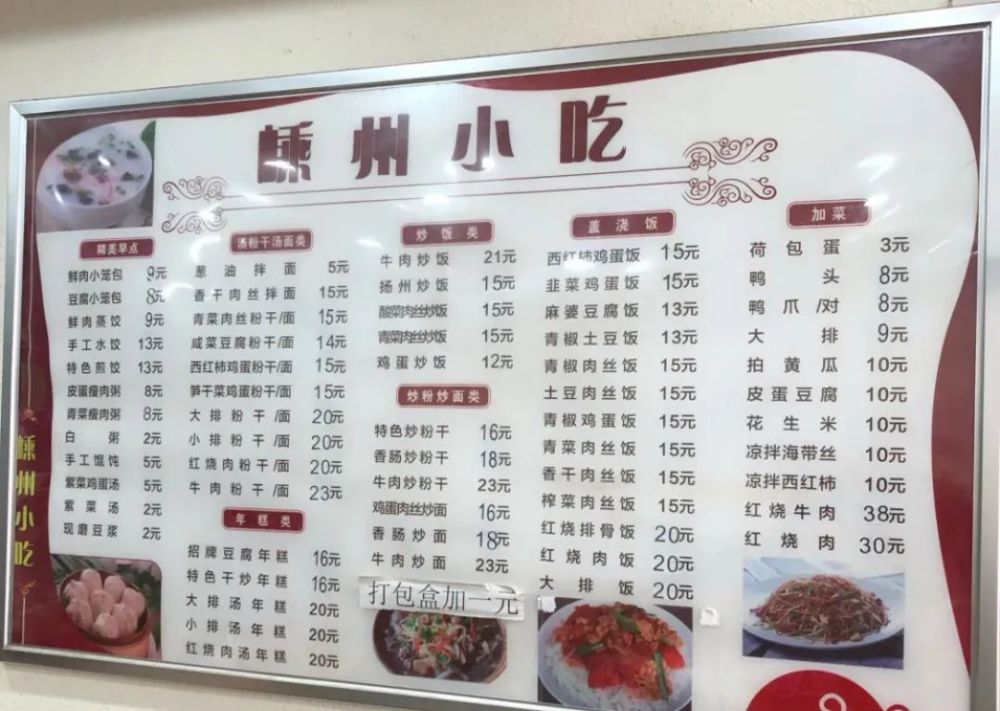 嵊州小吃
精美早点
鲜肉小笼包 9元
豆腐小笼包 8元
鲜肉蒸饺 9元
手工水饺 13元
特色煎饺 13元
皮蛋瘦肉粥 8元
青菜瘦肉粥 8元
白粥 2元
手工馄饨 5元
紫菜鸡蛋汤 5元
紫菜汤 2元
现磨豆浆 2元
汤粉干汤面类
葱油拌面 5元
香干肉丝拌面 15元
青菜肉丝粉干/面 15元
咸菜豆腐粉干/面 14元
西红柿鸡蛋粉干/面 15元
笋干菜鸡蛋粉干/面 15元
大排粉干/面 20元
小排粉干/面 20元
红烧肉粉干/面 20元
牛肉粉干/面 23元
年糕类
招牌豆腐年糕 16元
特色干炒年糕 16元
大排汤年糕 20元
小排汤年糕 20元
红烧肉汤年糕 20元
炒饭类
牛肉炒饭 21元
扬州炒饭 15元
酸菜肉丝炒饭 15元
青菜肉丝炒饭 15元
鸡蛋炒饭 12元
炒粉炒面类
特色炒粉干 16元
香肠炒粉干 18元
牛肉炒粉干 23元
鸡蛋肉丝炒面 16元
香肠炒面 18元
牛肉炒面 23元
打包盒加一元
盖浇饭
西红柿鸡蛋饭 15元
韭菜鸡蛋饭 15元
麻婆豆腐饭 13元
青椒土豆饭 13元
青椒肉丝饭 15元
土豆肉丝饭 15元
青椒鸡蛋饭 15元
青菜肉丝饭 15元
香干肉丝饭 15元
榨菜肉丝饭 15元
红烧排骨饭 20元
红烧肉饭 20元
大排饭 20元
加菜
荷包蛋 3元
鸭头 8元
鸭爪/对 8元
大排 9元
拍黄瓜 10元
皮蛋豆腐 10元
花生米 10元
凉拌海带丝 10元
凉拌西红柿 10元
红烧牛肉 38元
红烧肉 30元
嵊州小吃